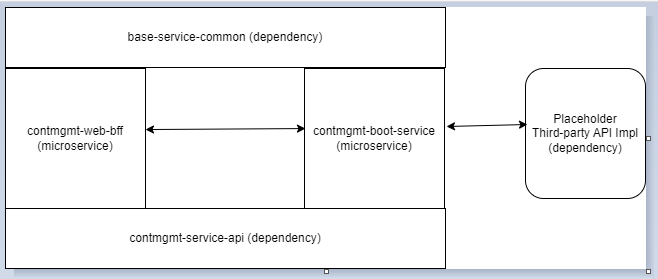 base-service-common (dependency)
contmgmt-web-bff
(microservice)
contmgmt-boot-service
(microservice)
Placeholder
Third-party API Impl
(dependency)
contmgmt-service-api (dependency)